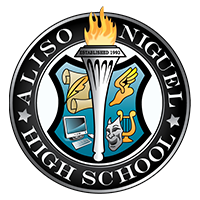 ALISO NIGUEL
ESTABLISHED 1993
HIGH SCHOOL